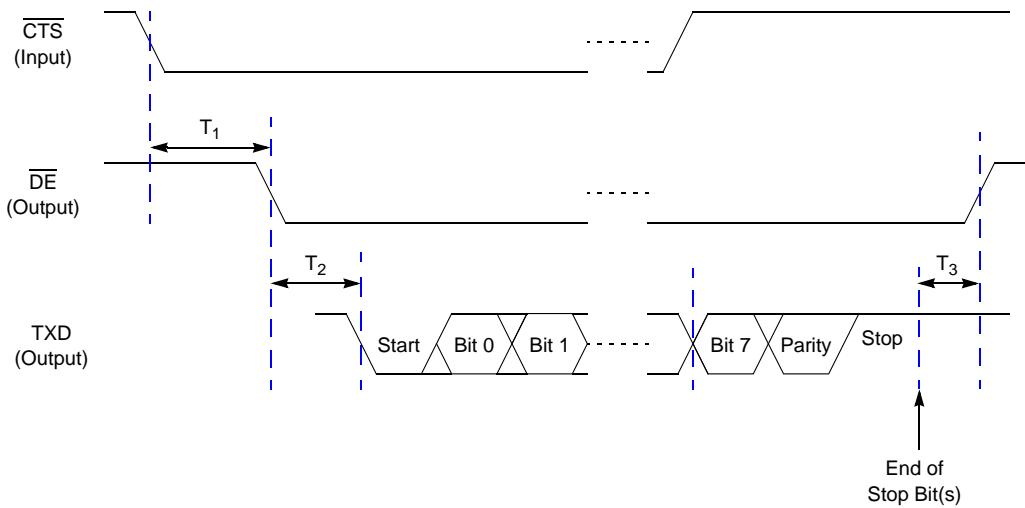 CTS
(Input)
T1
DE
(Output)
T2
T3
TXD
(Output)
Start
Bit 0
Bit 1
Bit 7
Parity
Stop
End of
Stop Bit(s)